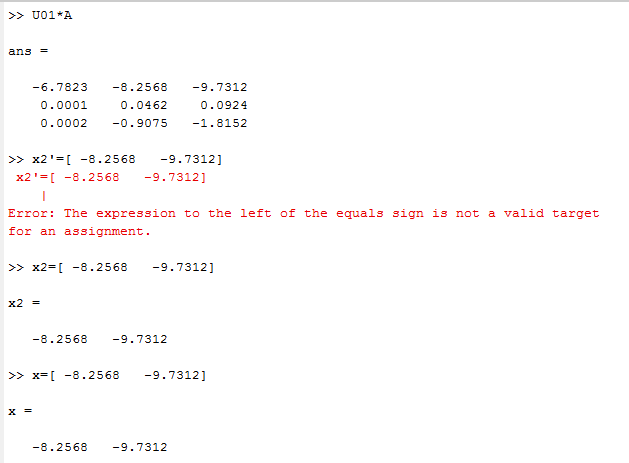 >> U01*A
ans =
-6.7823 -8.2568 -9.7312
0.0001 0.0462 0.0924
0.0002 -0.9075 -1.8152
>> x2'=[ -8.2568 -9.7312]
x2'=[ -8.2568 -9.7312]
|
Error: The expression to the left of the equals sign is not a valid target
for an assignment.
>> x2=[ -8.2568 -9.7312]
x2 =
-8.2568 -9.7312
>> x=[ -8.2568 -9.7312]
x =
-8.2568 -9.7312